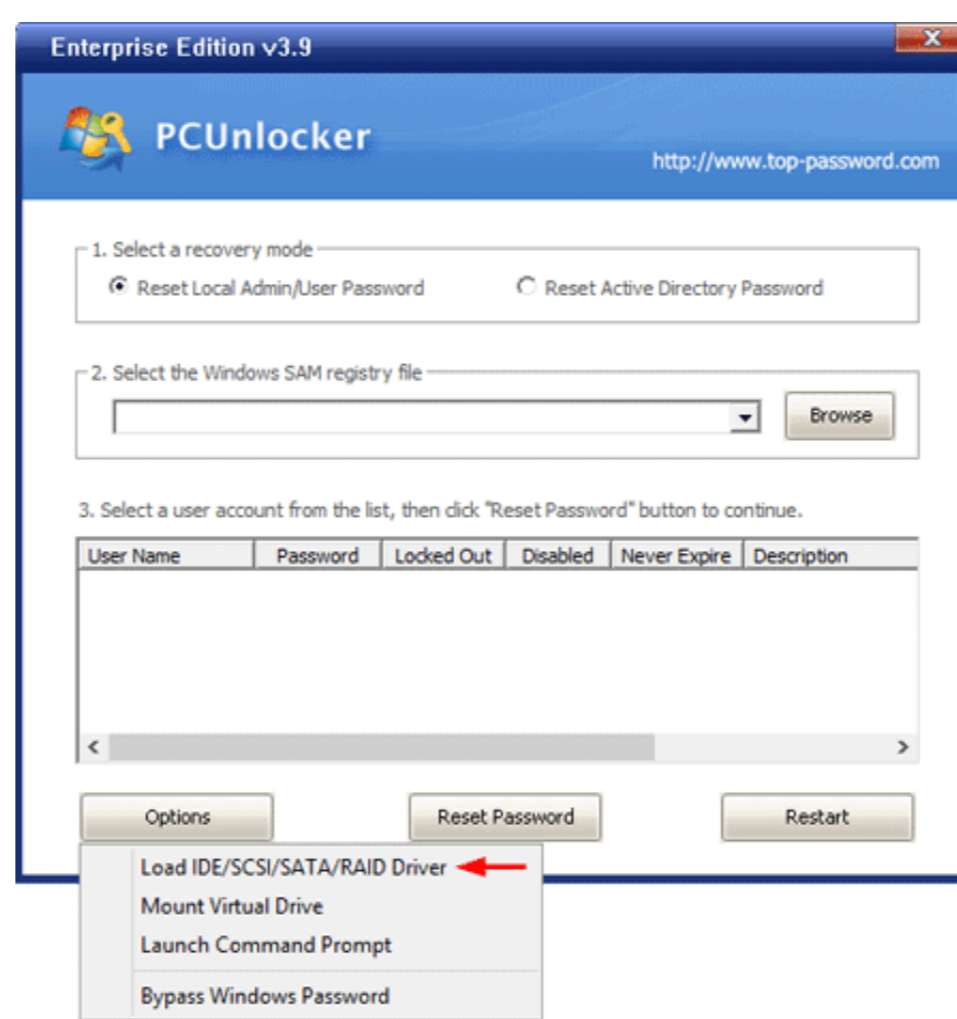 Enterprise Edition v3.9
X
PCUnlocker
http://www.top-password.com
1. Select a recovery mode
Reset Local Admin/User Password Reset Active Directory Password
2. Select the Windows SAM registry file
Browse
3. Select a user account from the list, then click "Reset Password" button to continue.
User Name Password Locked Out Disabled Never Expire Description
Options Reset Password Restart
Load IDE/SCSI/SATA/RAID Driver
Mount Virtual Drive
Launch Command Prompt
Bypass Windows Password